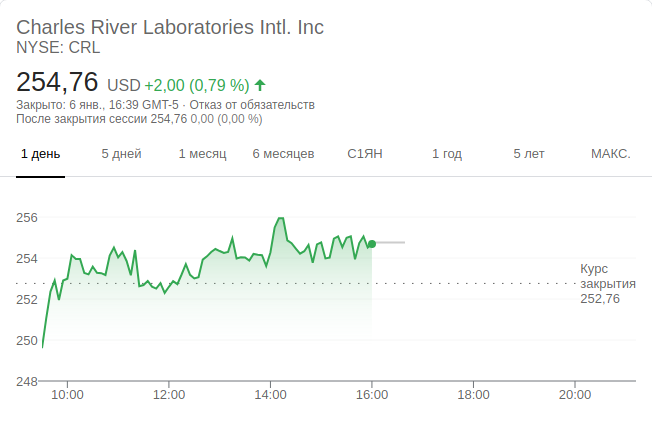 Charles River Laboratories Intl. Inc
NYSE: CRL
254,76 USD +2,00 (0,79 %)
Закрыто: 6 янв., 16:39 GMT-5 · Отказ от обязательств
После закрытия сессии 254,76 0,00 (0,00 %)
1 день 5 дней 1 месяц 6 месяцев С1ЯН 1 год 5 лет МАКС.
256
254
Курс
закрытия
252,76
252
250
248
10:00 12:00 14:00 16:00 18:00 20:00